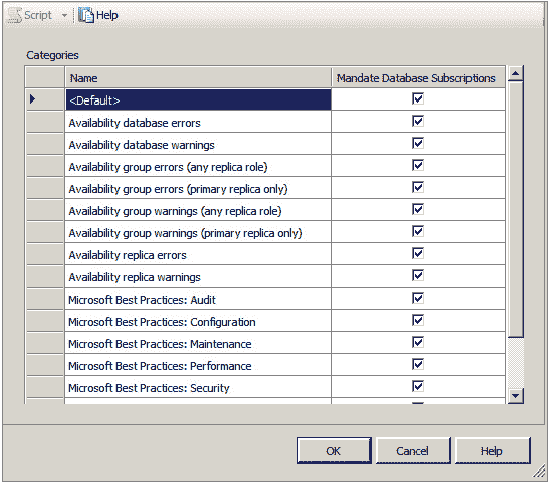 Script Help
Categories
Name Mandate Database Subscriptions
<Default>
Availability database errors
Availability database warnings
Availability group errors (any replica role)
Availability group errors (primary replica only)
Availability group warnings (any replica role)
Availability group warnings (primary replica only)
Availability replica errors
Availability replica warnings
Microsoft Best Practices: Audit
Microsoft Best Practices: Configuration
Microsoft Best Practices: Maintenance
Microsoft Best Practices: Performance
Microsoft Best Practices: Security
OK Cancel Help